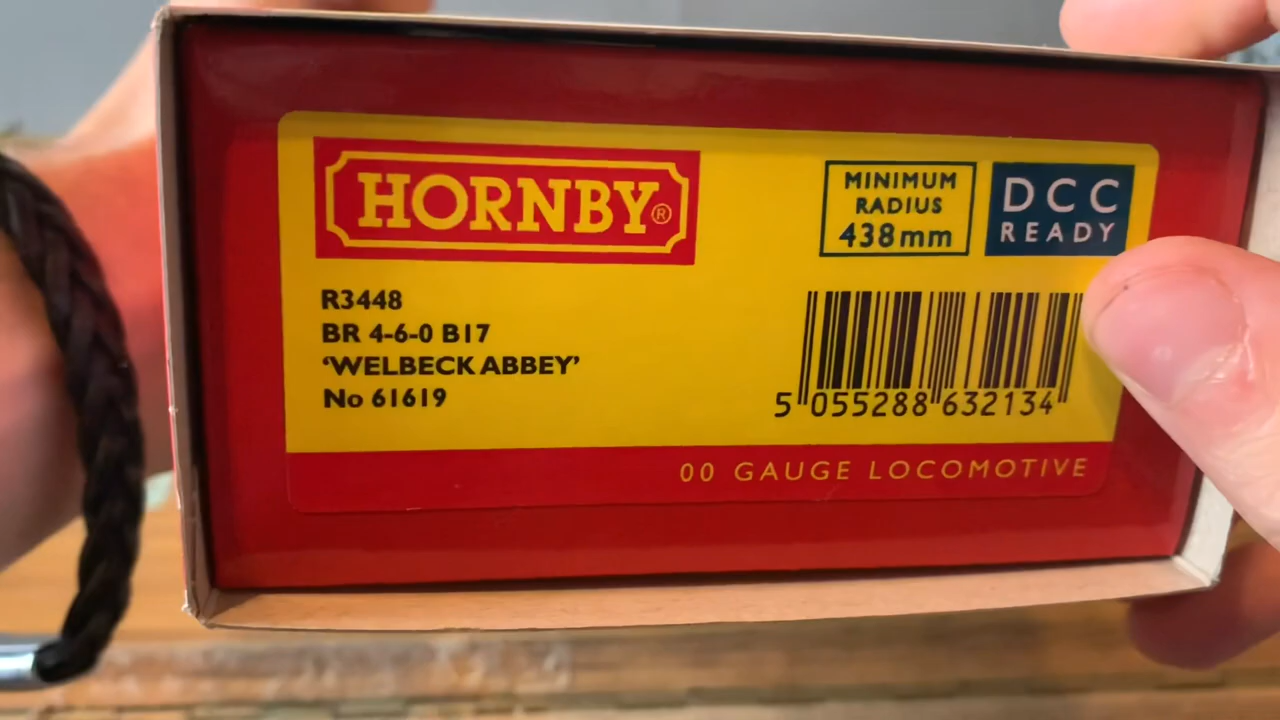 HORNBY®
MINIMUM
RADIUS
438mm
DCC
READY
R3448
BR 4-6-0 B17
‘WELBECK ABBEY’
No 61619
5 055288 632134
00 GAUGE LOCOMOTIVE